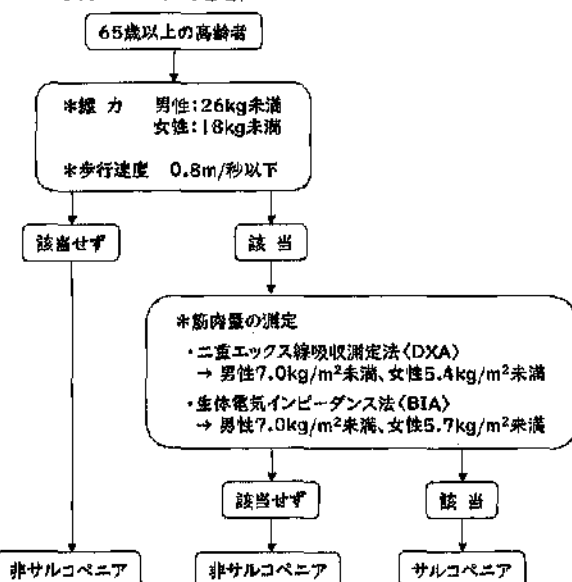 65歳以上の高齢者
＊握 力 男性:26kg未満
女性:18kg未満
＊歩行速度 0.8m/秒以下
該当せず
該 当
＊筋肉量の測定
・二重エックス線吸収測定法〈DXA〉
→ 男性7.0kg/m²未満、女性5.4kg/m²未満
・生体電気インピーダンス法〈BIA〉
→ 男性7.0kg/m²未満、女性5.7kg/m²未満
該当せず
該 当
非サルコペニア
非サルコペニア
サルコペニア